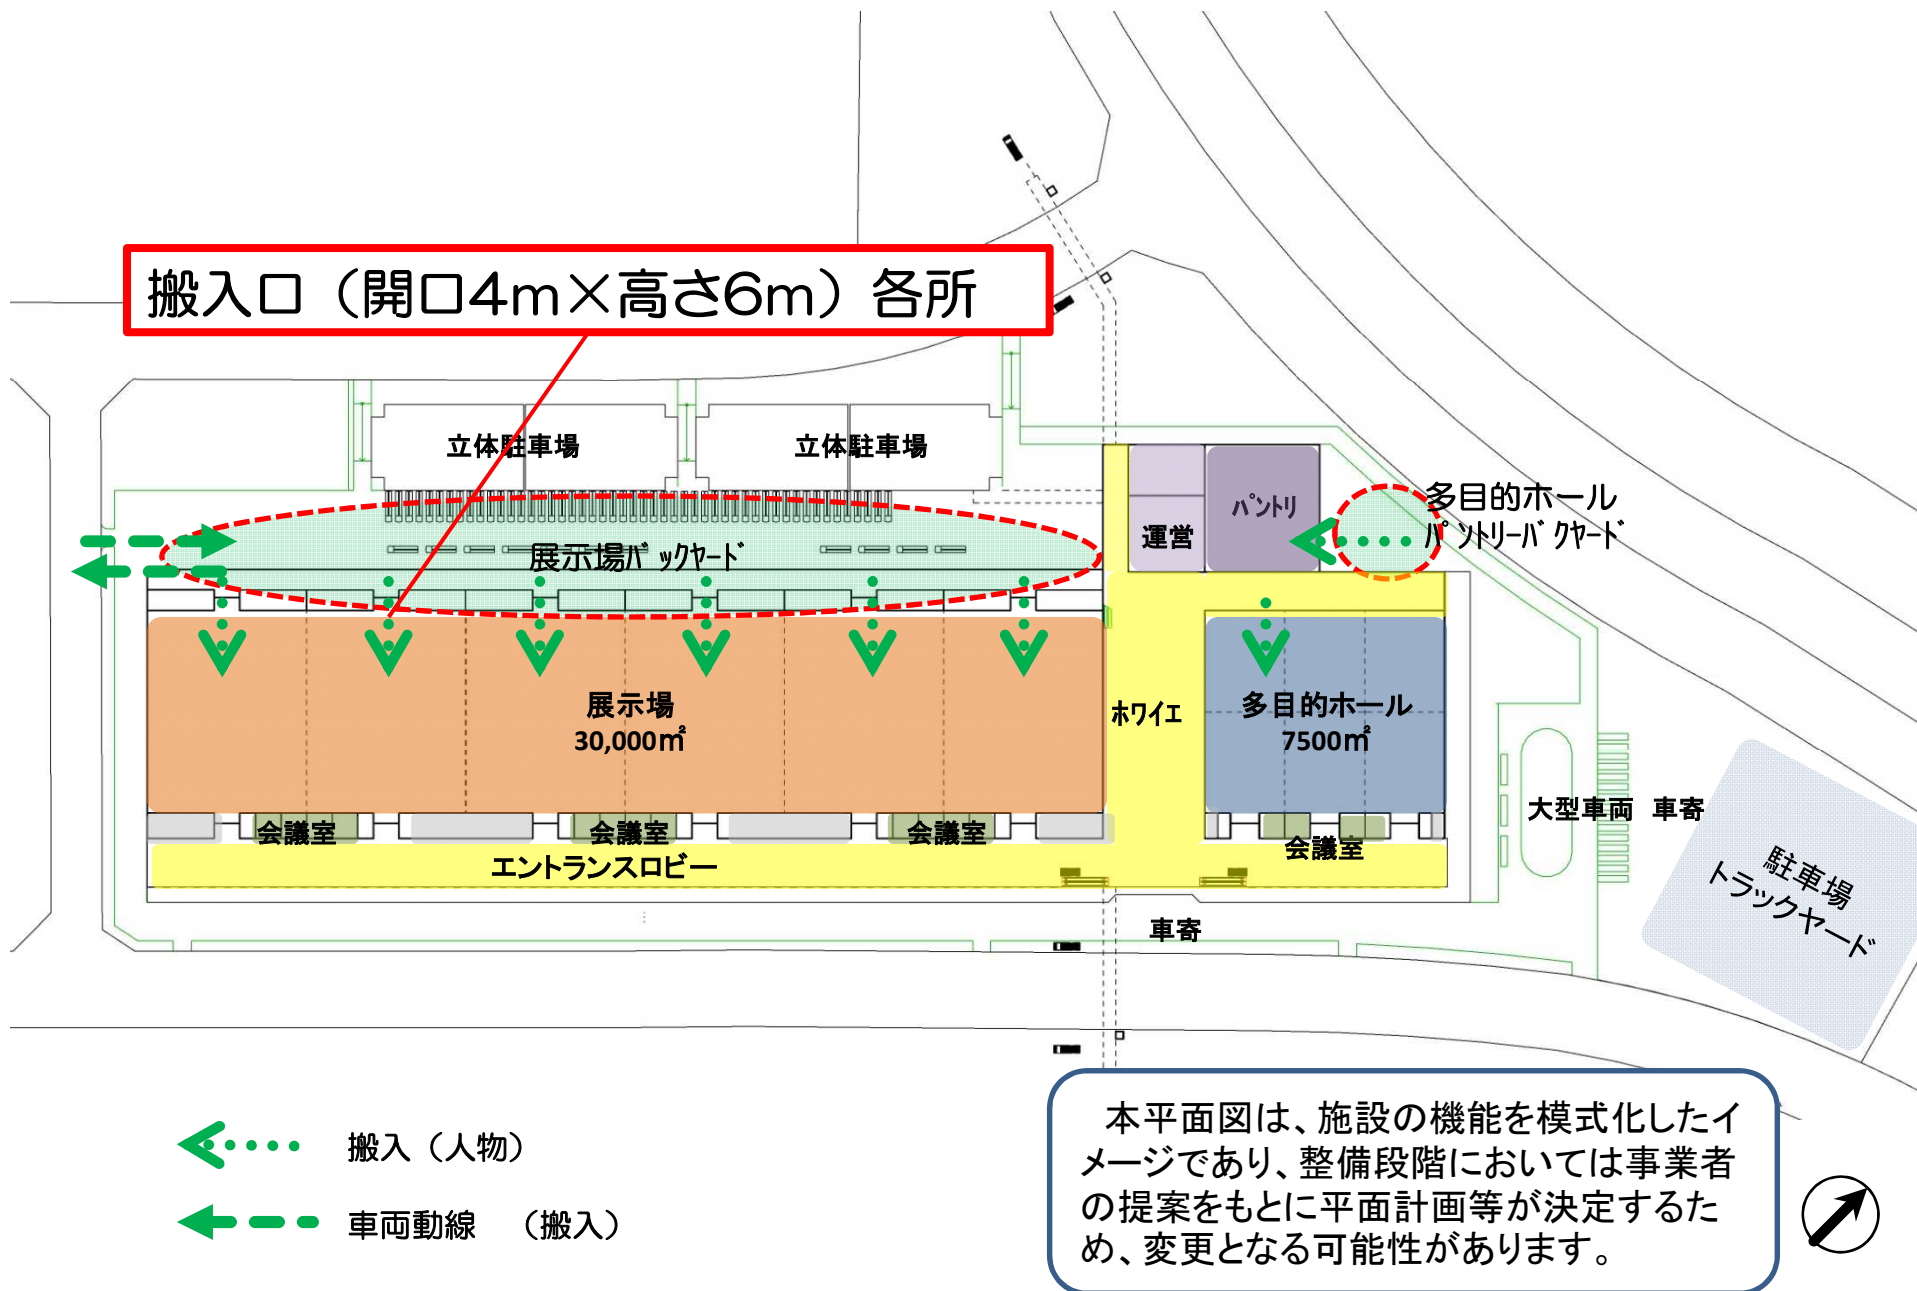 搬入口（開口4m×高さ6m）各所
立体駐車場
立体駐車場
多目的ホール
ﾊﾟﾝﾄﾘｰﾊﾞｸﾔｰﾄﾞ
運営
ﾊﾟﾝﾄﾘ
展示場ﾊﾞｯｸﾔｰﾄﾞ
展示場
30,000㎡
ホワイエ
多目的ホール
7500㎡
大型車両　車寄
会議室
会議室
会議室
会議室
エントランスロビー
駐車場
トラックヤード
車寄
搬入（人物）
車両動線　（搬入）
本平面図は、施設の機能を模式化したイ
メージであり、整備段階においては事業者
の提案をもとに平面計画等が決定するた
め、変更となる可能性があります。